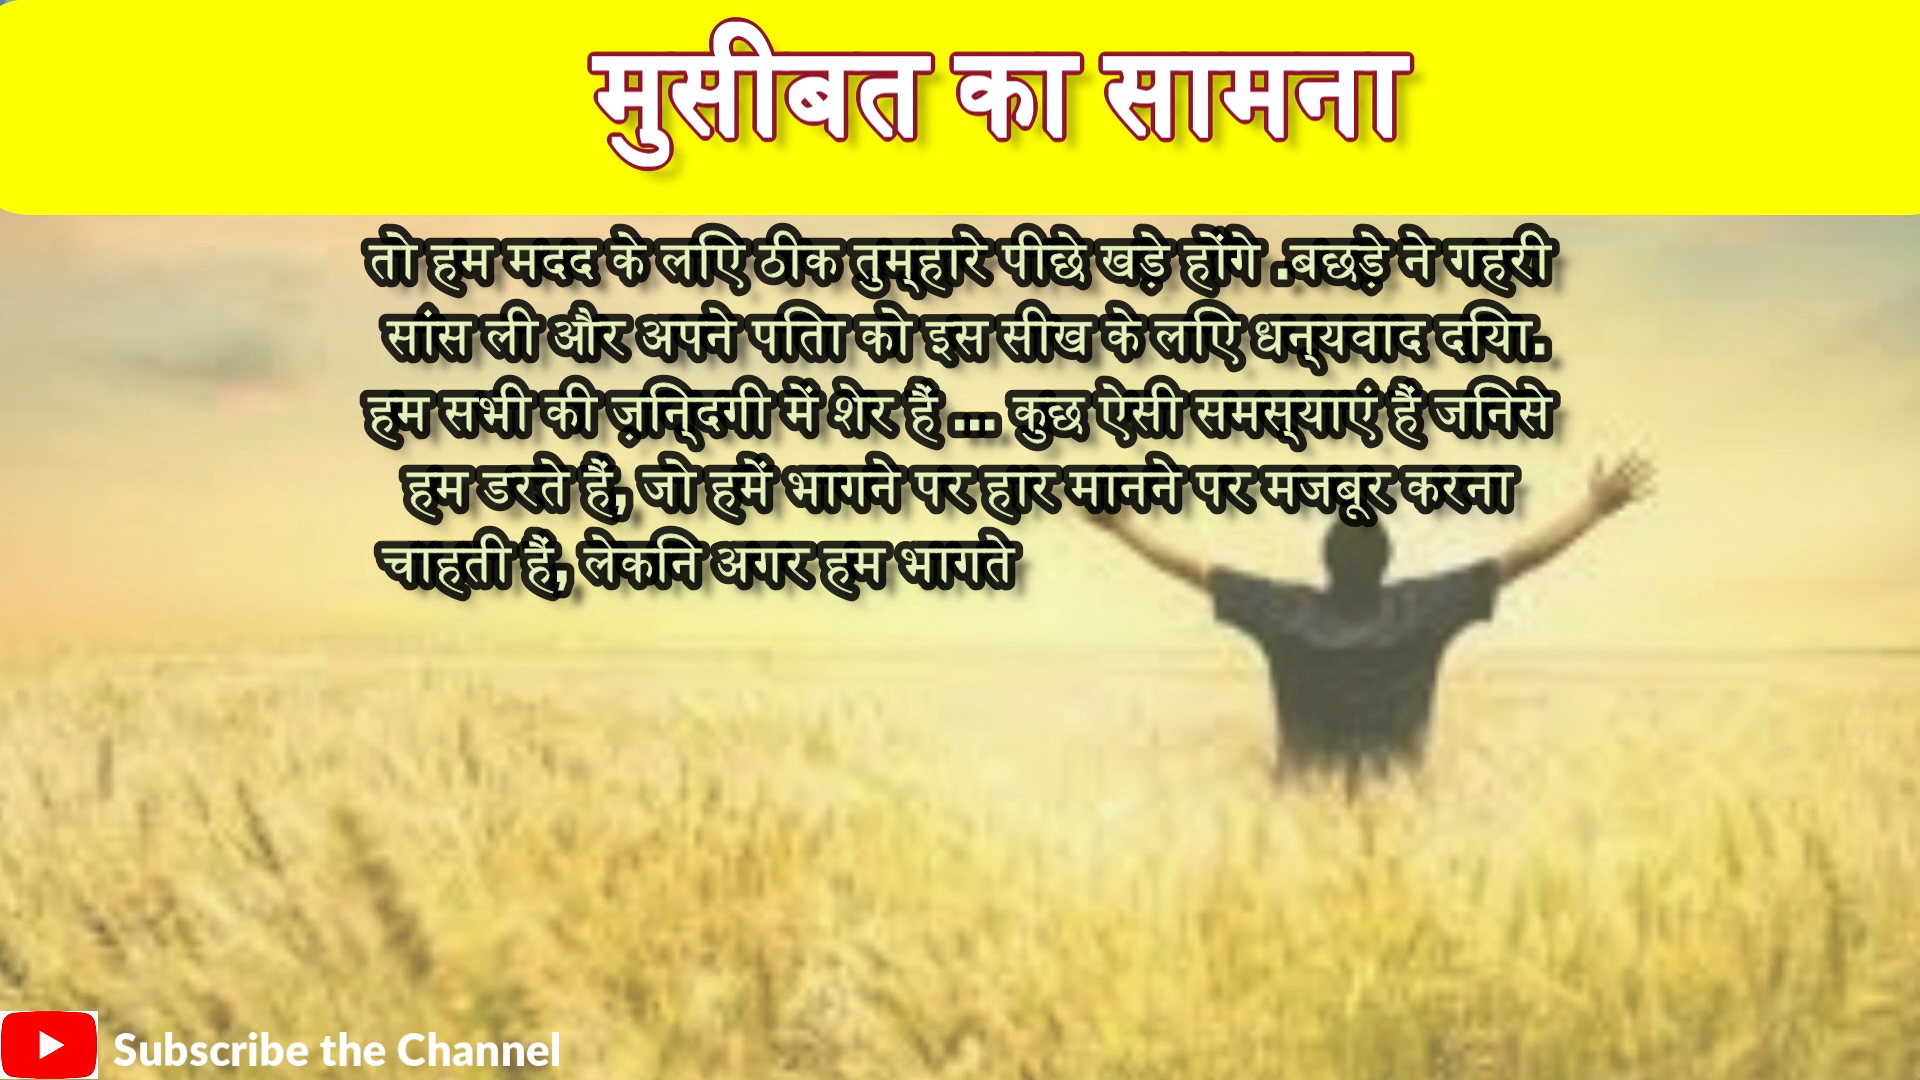 मुसीबत का सामना
तो हम मदद के लिए ठीक तुम्हारे पीछे खड़े होंगे .बछड़े ने गहरी
सांस ली और अपने पिता को इस सीख के लिए धन्यवाद दिया.
हम सभी की ज़िन्दगी में शेर हैं ... कुछ ऐसी समस्याएं हैं जिनसे
हम डरते हैं, जो हमें भागने पर हार मानने पर मजबूर करना
चाहती हैं, लेकिन अगर हम भागते
Subscribe the Channel